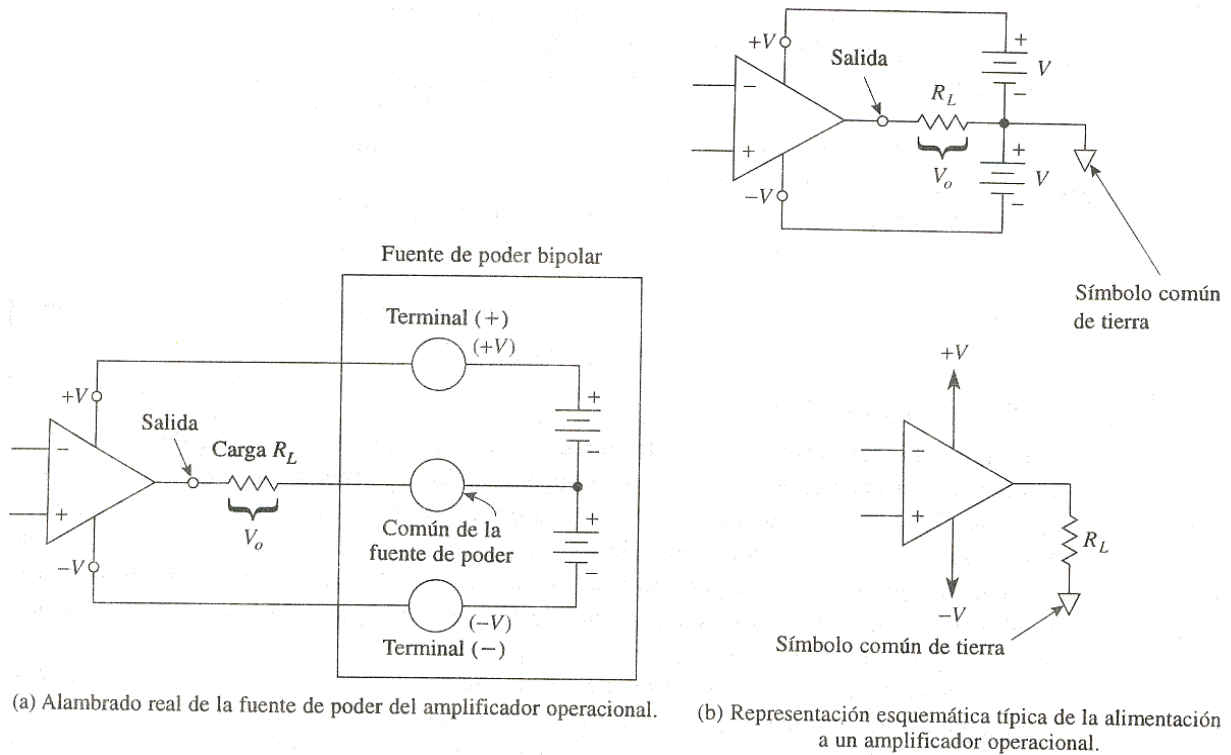 +V
Salida
R_L
+
V
−
−
+
V_o
+
V
−
−V
Símbolo común
de tierra
Fuente de poder bipolar
Terminal (+)
(+V)
+V
Salida
Carga R_L
+
−
−
+
V_o
Común de la
fuente de poder
+
−
−V
(−V)
Terminal (−)
(a) Alambrado real de la fuente de poder del amplificador operacional.
+V
−
+
R_L
−V
Símbolo común de tierra
(b) Representación esquemática típica de la alimentación
a un amplificador operacional.